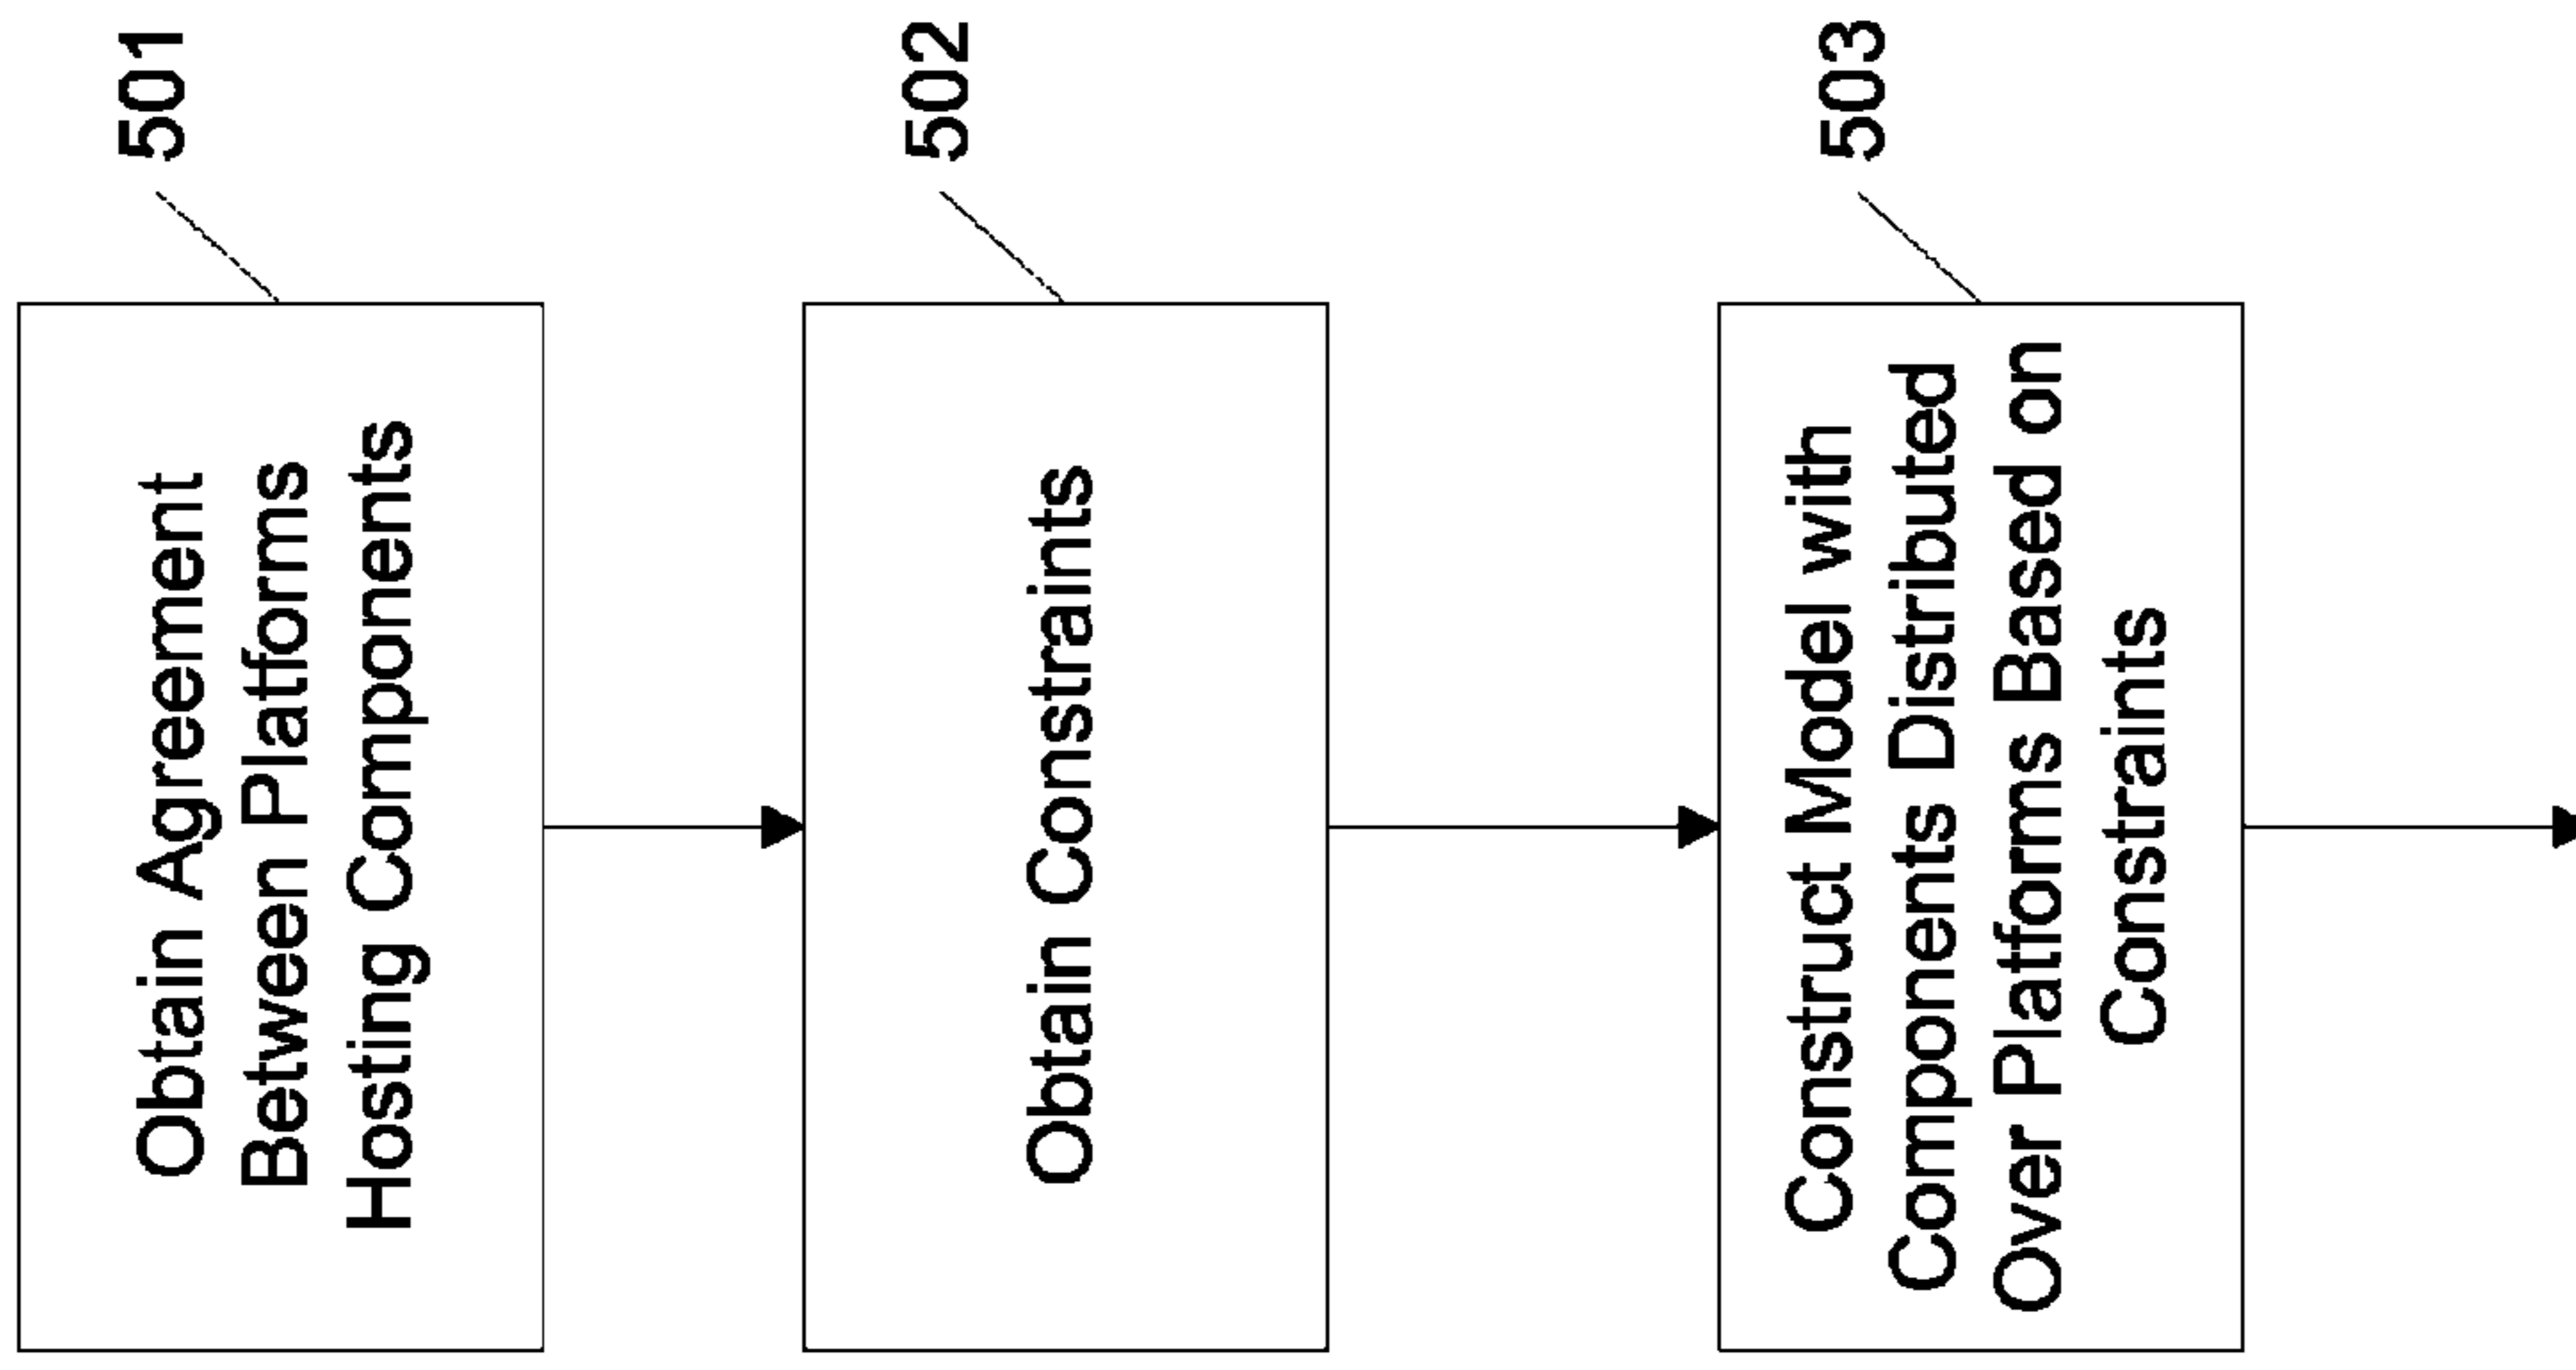 501
Obtain Agreement
Between Platforms
Hosting Components
502
Obtain Constraints
503
Construct Model with
Components Distributed
Over Platforms Based on
Constraints